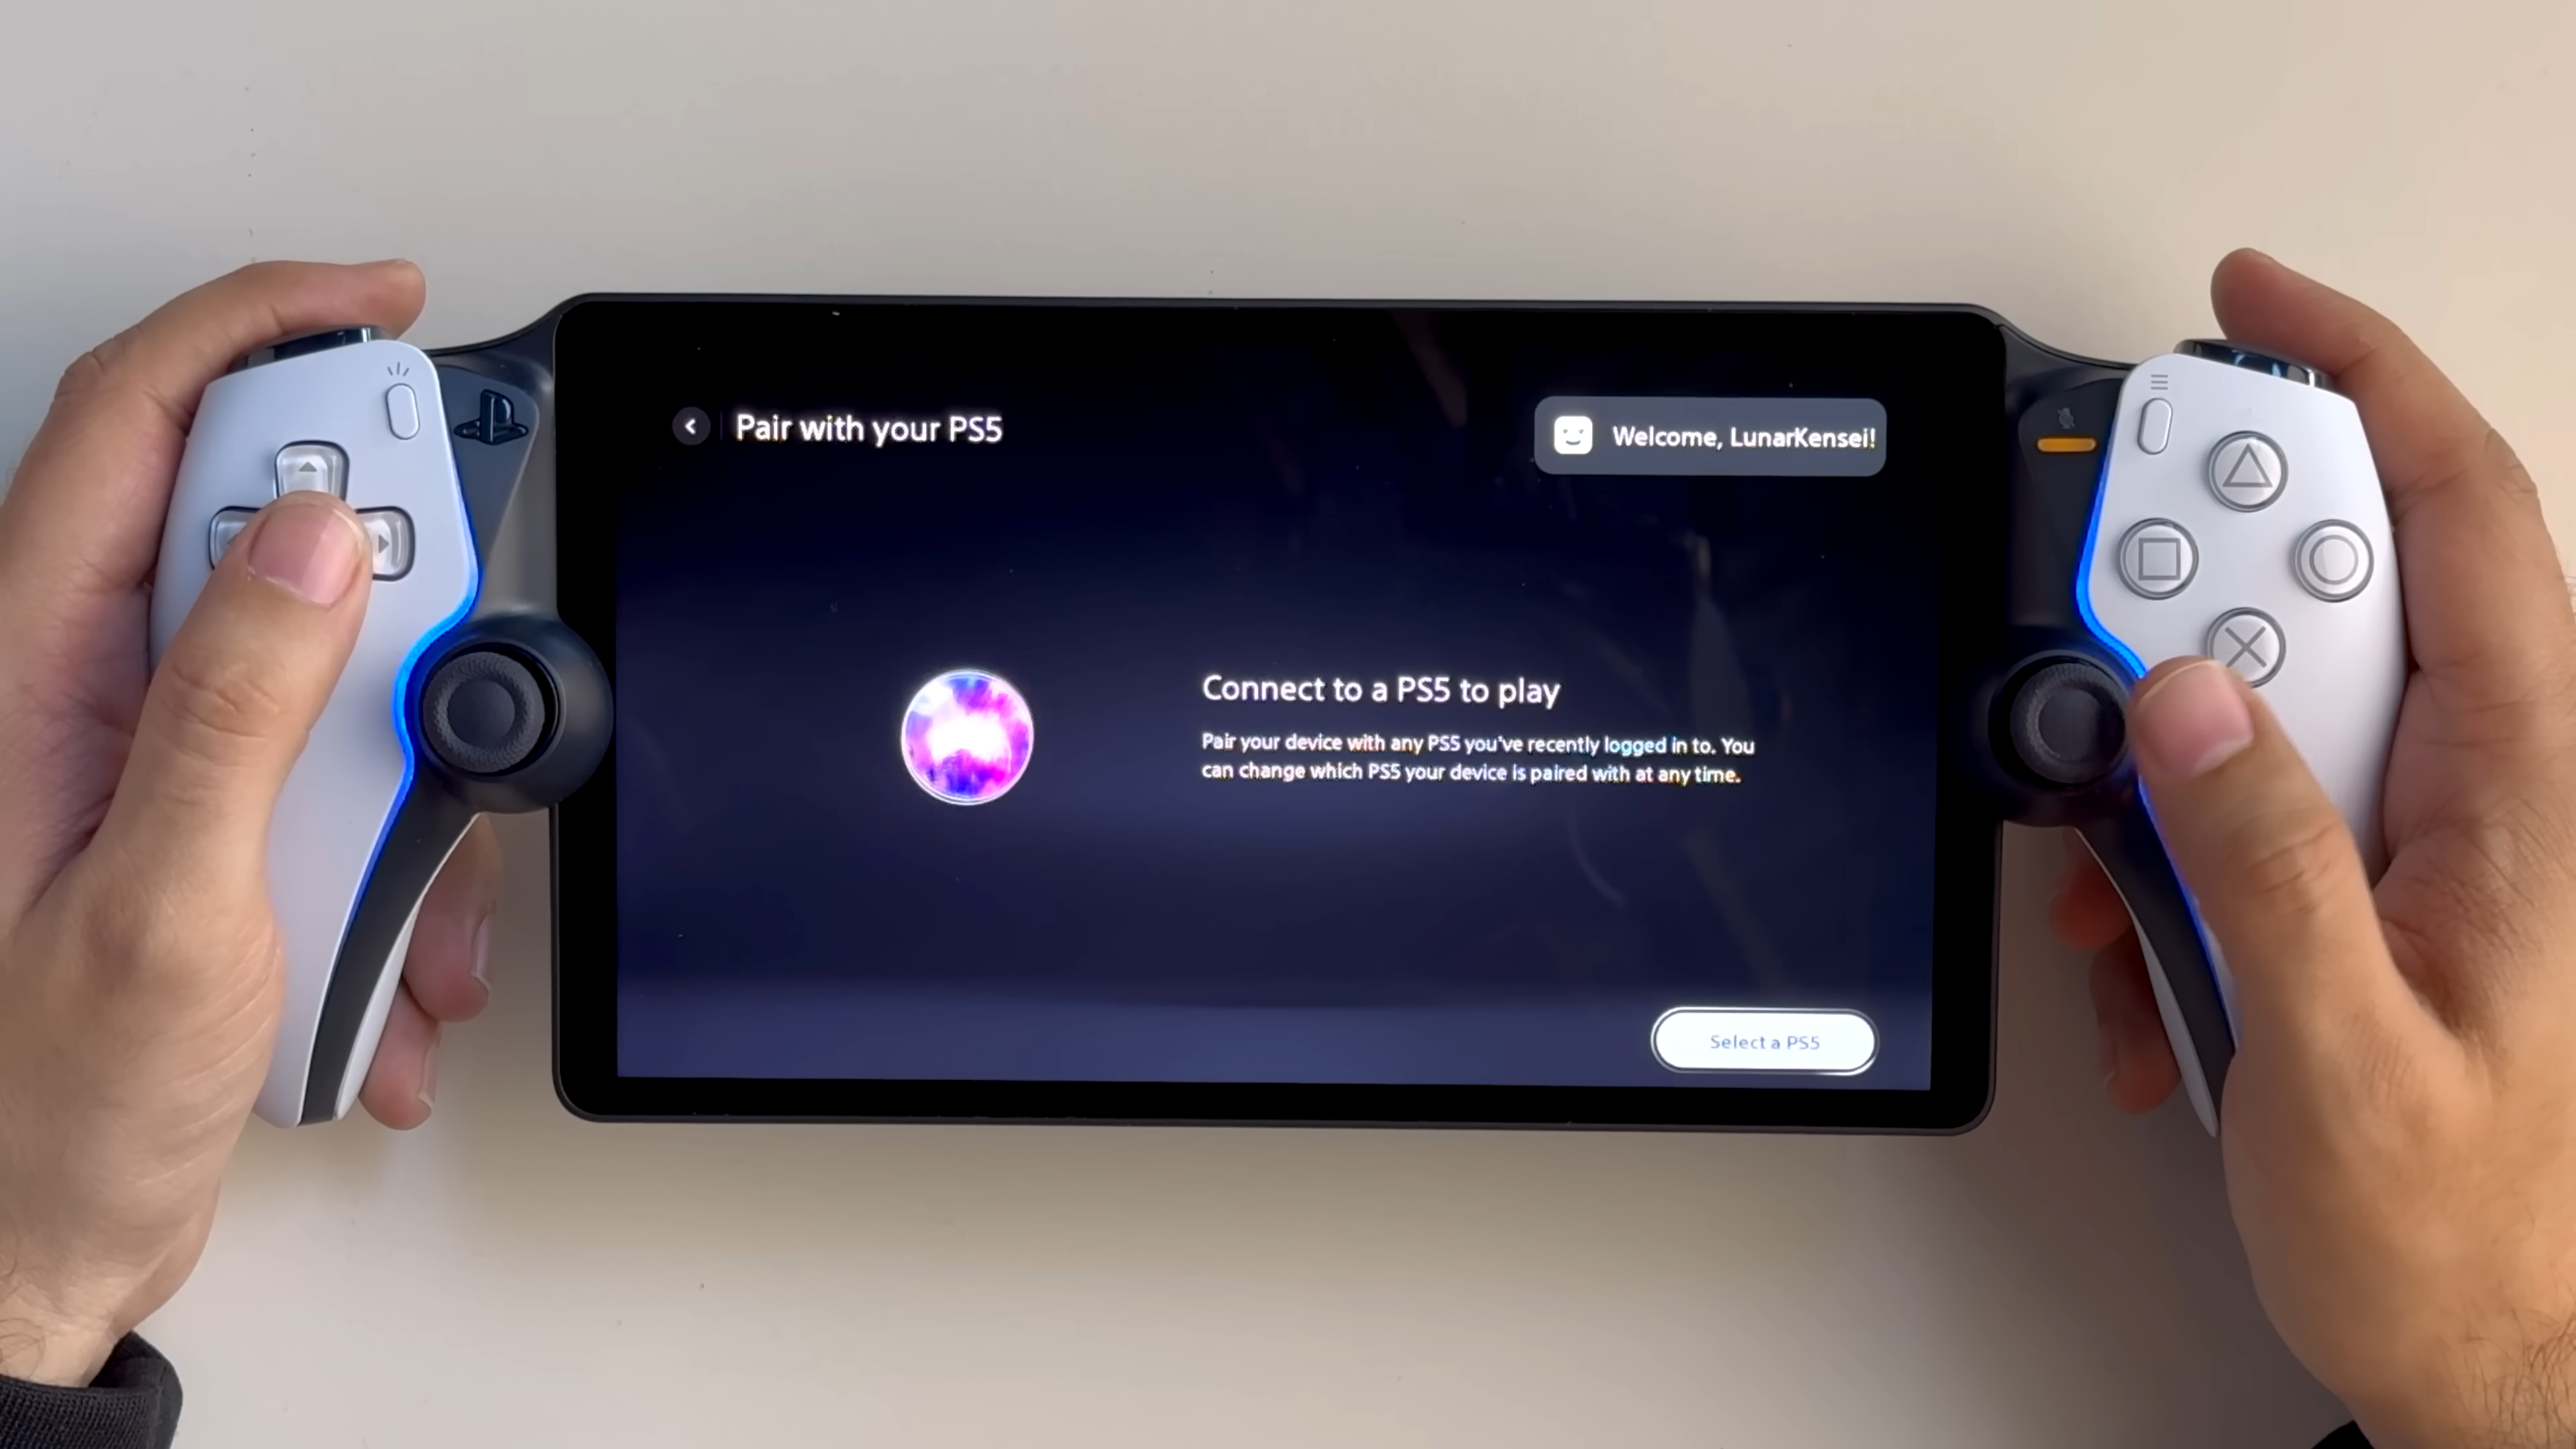 Pair with your PS5
Welcome, LunarKensei!
Connect to a PS5 to play
Pair your device with any PS5 you've recently logged in to. You
can change which PS5 your device is paired with at any time.
Select a PS5